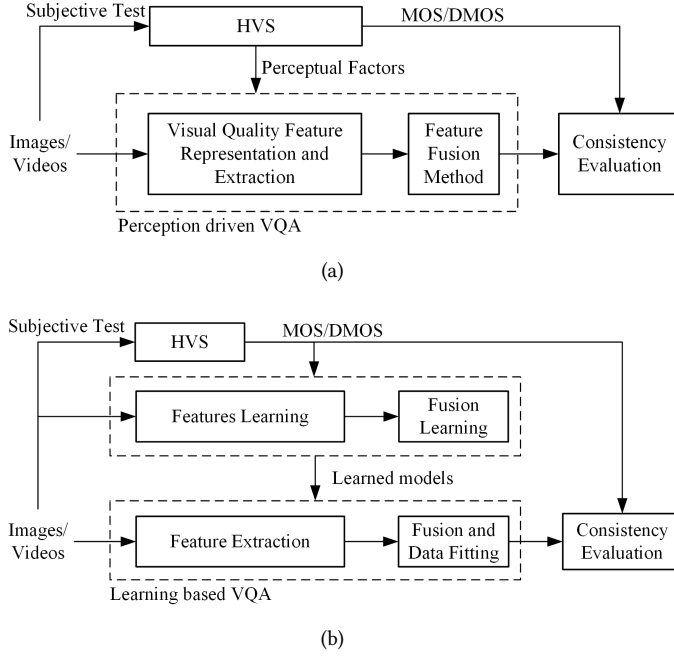 Subjective Test
HVS
MOS/DMOS
Perceptual Factors
Images/
Videos
Visual Quality Feature
Representation and
Extraction
Feature
Fusion
Method
Consistency
Evaluation
Perception driven VQA
(a)
Subjective Test
HVS
MOS/DMOS
Features Learning
Fusion
Learning
Learned models
Images/
Videos
Feature Extraction
Fusion and
Data Fitting
Consistency
Evaluation
Learning based VQA
(b)